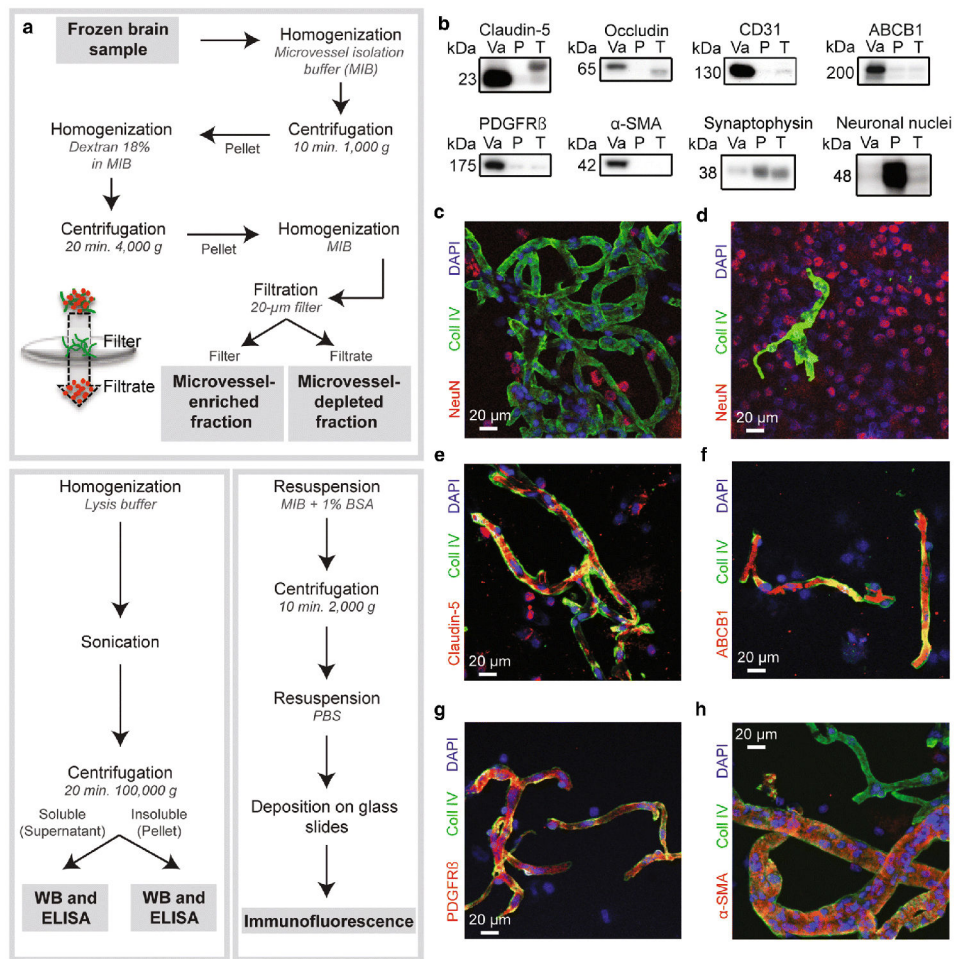 a
Frozen brain
sample
Homogenization
Microvessel isolation
buffer (MIB)
Homogenization
Dextran 18%
in MIB
Pellet
Centrifugation
10 min. 1,000 g
Centrifugation
20 min. 4,000 g
Pellet
Homogenization
MIB
Filtration
20-µm filter
Filter
Filtrate
Filter
Filtrate
Microvessel-
enriched
fraction
Microvessel-
depleted
fraction
Homogenization
Lysis buffer
Sonication
Centrifugation
20 min. 100,000 g
Soluble
(Supernatant)
Insoluble
(Pellet)
WB and
ELISA
WB and
ELISA
Resuspension
MIB + 1% BSA
Centrifugation
10 min. 2,000 g
Resuspension
PBS
Deposition on glass
slides
Immunofluorescence
b
Claudin-5
kDa Va P T
23
Occludin
kDa Va P T
65
CD31
kDa Va P T
130
ABCB1
kDa Va P T
200
PDGFRß
Va P T
175
α-SMA
Va P T
42
Synaptophysin
Va P T
38
Neuronal nuclei
Va P T
48
c
NeuN Coll IV DAPI
20 µm
d
NeuN Coll IV DAPI
20 µm
e
Claudin-5 Coll IV DAPI
20 µm
f
ABCB1 Coll IV DAPI
20 µm
g
PDGFRß Coll IV DAPI
20 µm
h
α-SMA Coll IV DAPI
20 µm